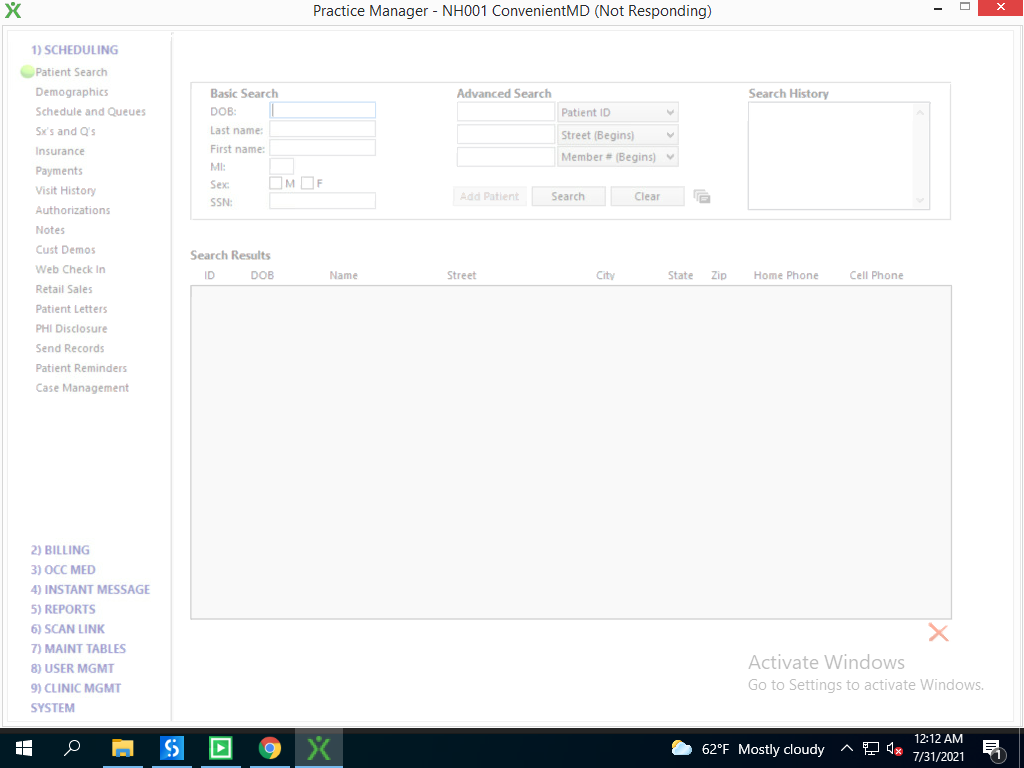 Practice Manager - NH001 ConvenientMD (Not Responding)
1) SCHEDULING
Patient Search
Demographics
Schedule and Queues
Sx's and Q's
Insurance
Payments
Visit History
Authorizations
Notes
Cust Demos
Web Check In
Retail Sales
Patient Letters
PHI Disclosure
Send Records
Patient Reminders
Case Management
2) BILLING
3) OCC MED
4) INSTANT MESSAGE
5) REPORTS
6) SCAN LINK
7) MAINT TABLES
8) USER MGMT
9) CLINIC MGMT
SYSTEM
Basic Search
DOB:
Last name:
First name:
MI:
Sex: M F
SSN:
Advanced Search
Patient ID
Street (Begins)
Member # (Begins)
Add Patient Search Clear
Search History
Search Results
ID DOB Name Street City State Zip Home Phone Cell Phone
Activate Windows
Go to Settings to activate Windows.
62°F Mostly cloudy
12:12 AM
7/31/2021
1